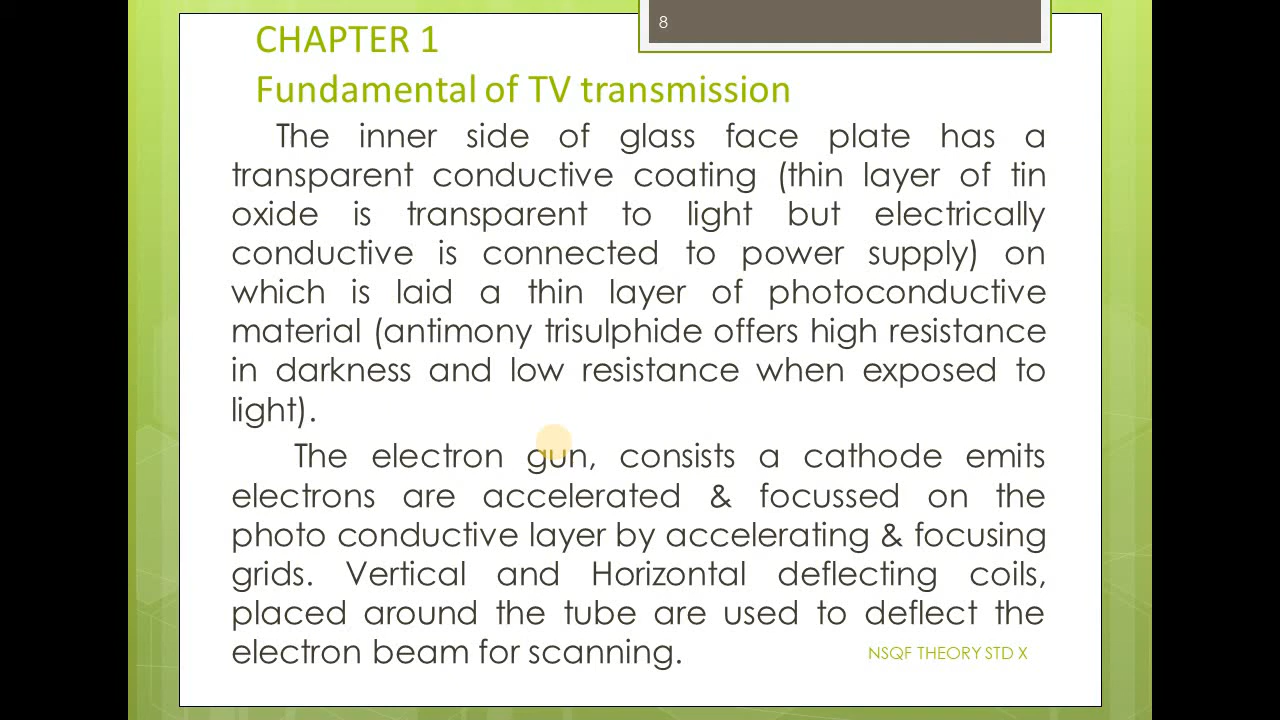 8
CHAPTER 1
Fundamental of TV transmission
The inner side of glass face plate has a
transparent conductive coating (thin layer of tin
oxide is transparent to light but electrically
conductive is connected to power supply) on
which is laid a thin layer of photoconductive
material (antimony trisulphide offers high resistance
in darkness and low resistance when exposed to
light).
The electron gun, consists a cathode emits
electrons are accelerated & focussed on the
photo conductive layer by accelerating & focusing
grids. Vertical and Horizontal deflecting coils,
placed around the tube are used to deflect the
electron beam for scanning.
NSQF THEORY STD X